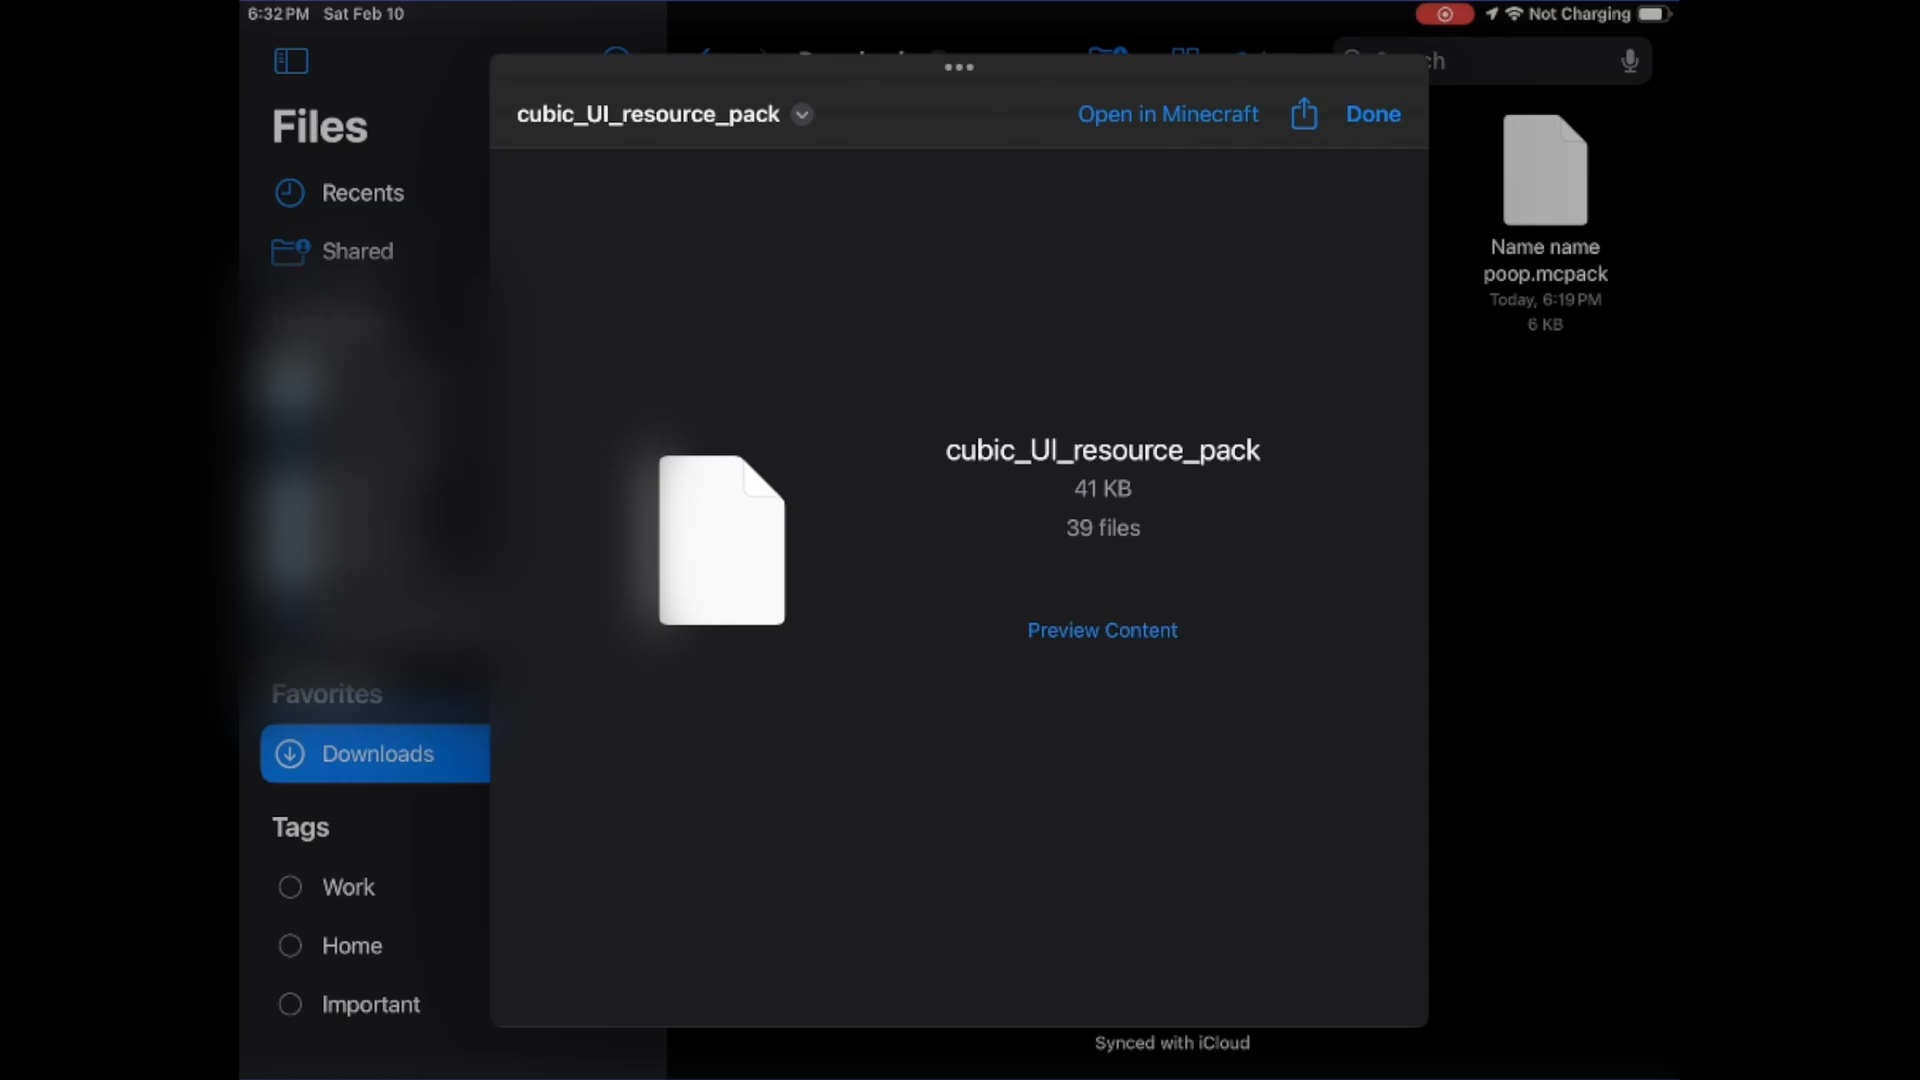 6:32 PM Sat Feb 10
Not Charging
Files
Recents
Shared
Favorites
Downloads
Tags
Work
Home
Important
cubic_UI_resource_pack
Open in Minecraft
Done
cubic_UI_resource_pack
41 KB
39 files
Preview Content
Name name
poop.mcpack
Today, 6:19 PM
6 KB
Synced with iCloud